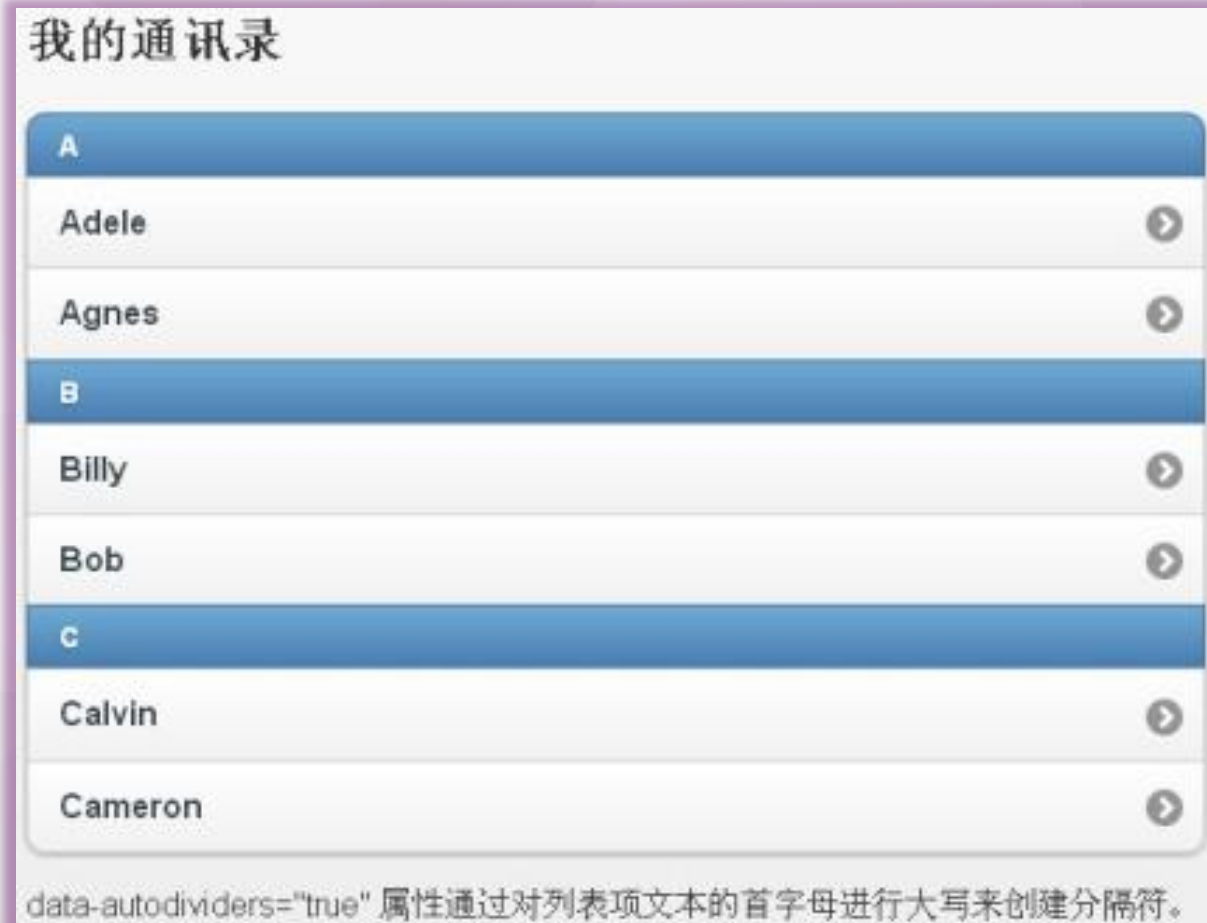 我的通讯录
A
Adele
Agnes
B
Billy
Bob
C
Calvin
Cameron
data-autodividers="true" 属性通过对列表项文本的首字母进行大写来创建分隔符。